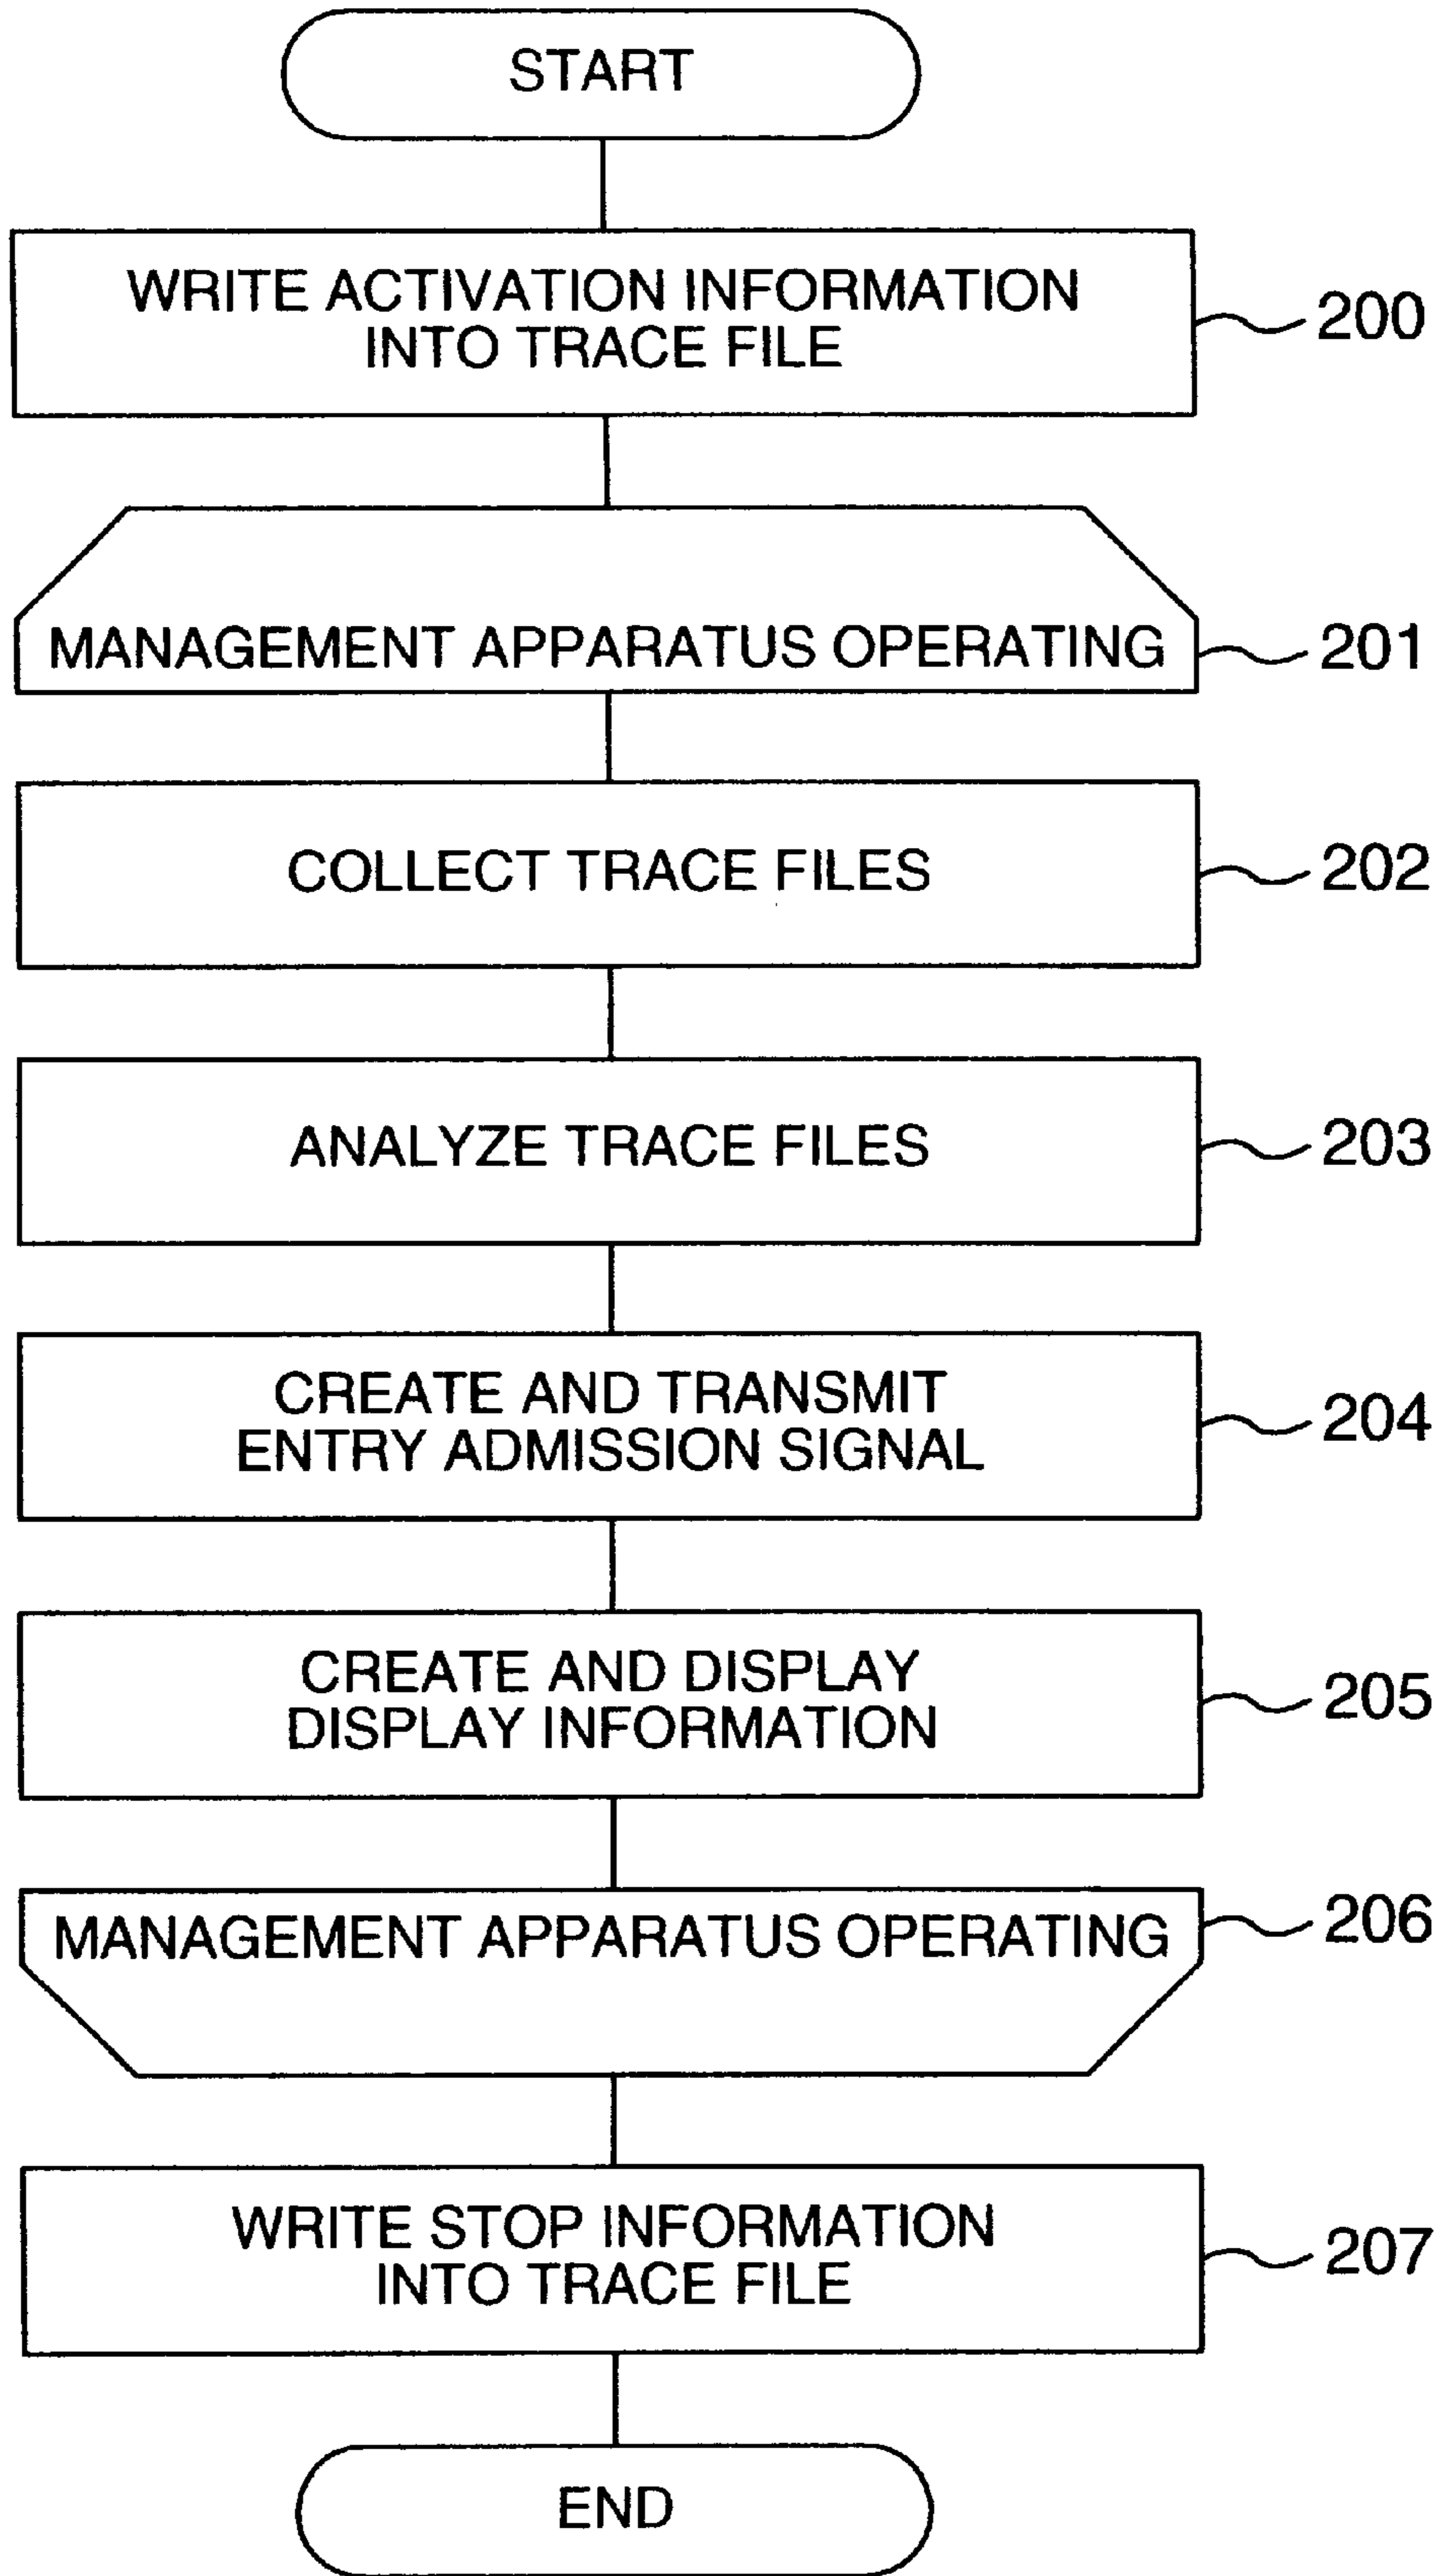 START
WRITE ACTIVATION INFORMATION
INTO TRACE FILE
200
MANAGEMENT APPARATUS OPERATING
201
COLLECT TRACE FILES
202
ANALYZE TRACE FILES
203
CREATE AND TRANSMIT
ENTRY ADMISSION SIGNAL
204
CREATE AND DISPLAY
DISPLAY INFORMATION
205
MANAGEMENT APPARATUS OPERATING
206
WRITE STOP INFORMATION
INTO TRACE FILE
207
END